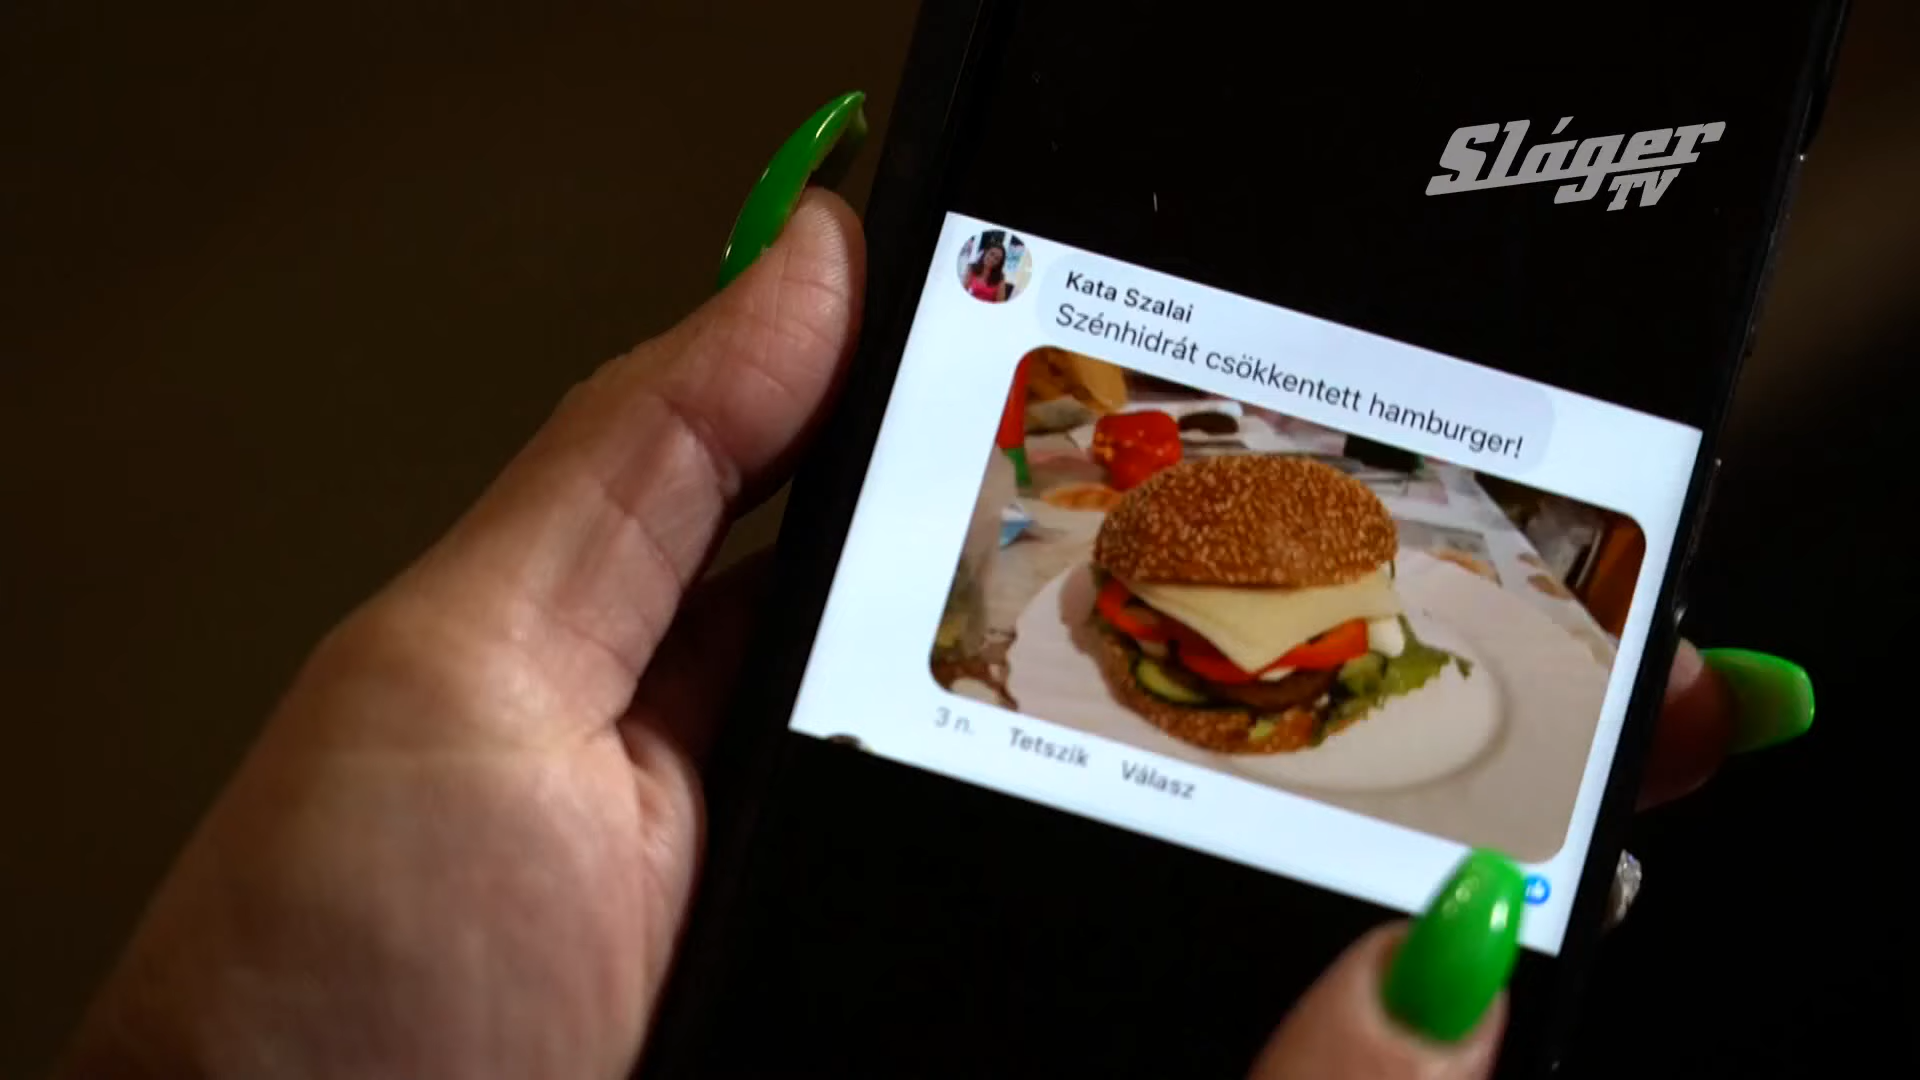 Sláger
TV
Kata Szalai
Szénhidrát csökkentett hamburger!
3 n. Tetszik Válasz